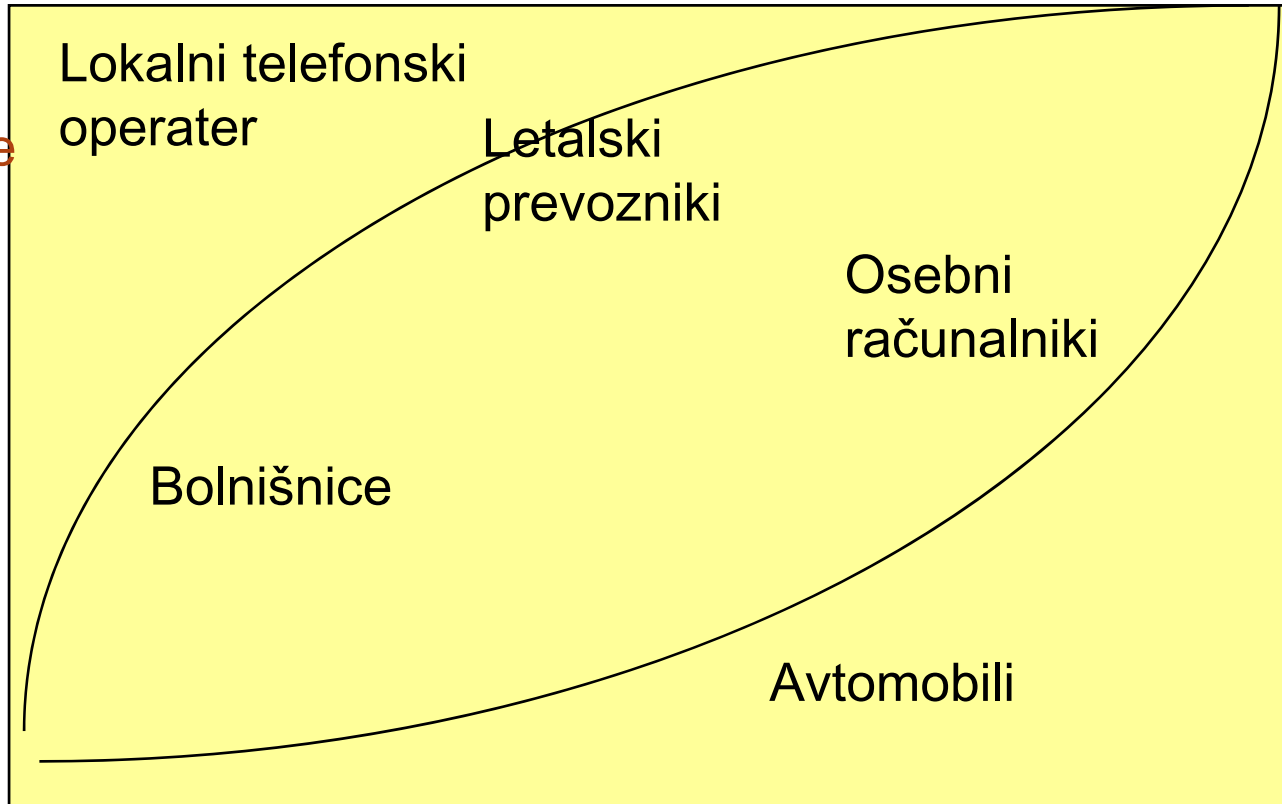 Lokalni telefonski
operater
Letalski
prevozniki
Osebni
računalniki
Bolnišnice
Avtomobili